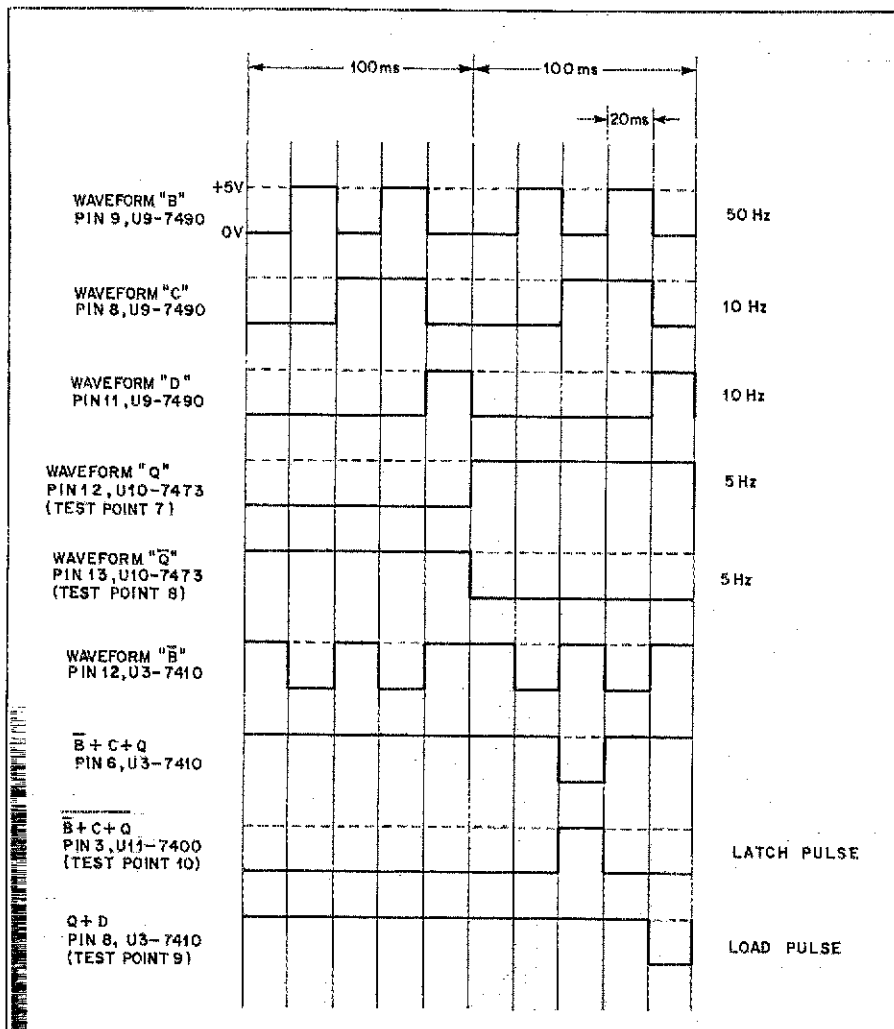 100ms
100ms
20ms
+5V
WAVEFORM "B"
PIN 9, U9-7490
0V
50 Hz
WAVEFORM "C"
PIN 8, U9-7490
10 Hz
WAVEFORM "D"
PIN 11, U9-7490
10 Hz
WAVEFORM "Q"
PIN 12, U10-7473
(TEST POINT 7)
5 Hz
WAVEFORM "Q̅"
PIN 13, U10-7473
(TEST POINT 8)
5 Hz
WAVEFORM "B̅"
PIN 12, U3-7410
B̅ + C + Q
PIN 6, U3-7410
B̅̅ ̅+̅ ̅C̅ ̅+̅ ̅Q̅
PIN 3, U11-7400
(TEST POINT 10)
LATCH PULSE
Q + D
PIN 8, U3-7410
(TEST POINT 9)
LOAD PULSE